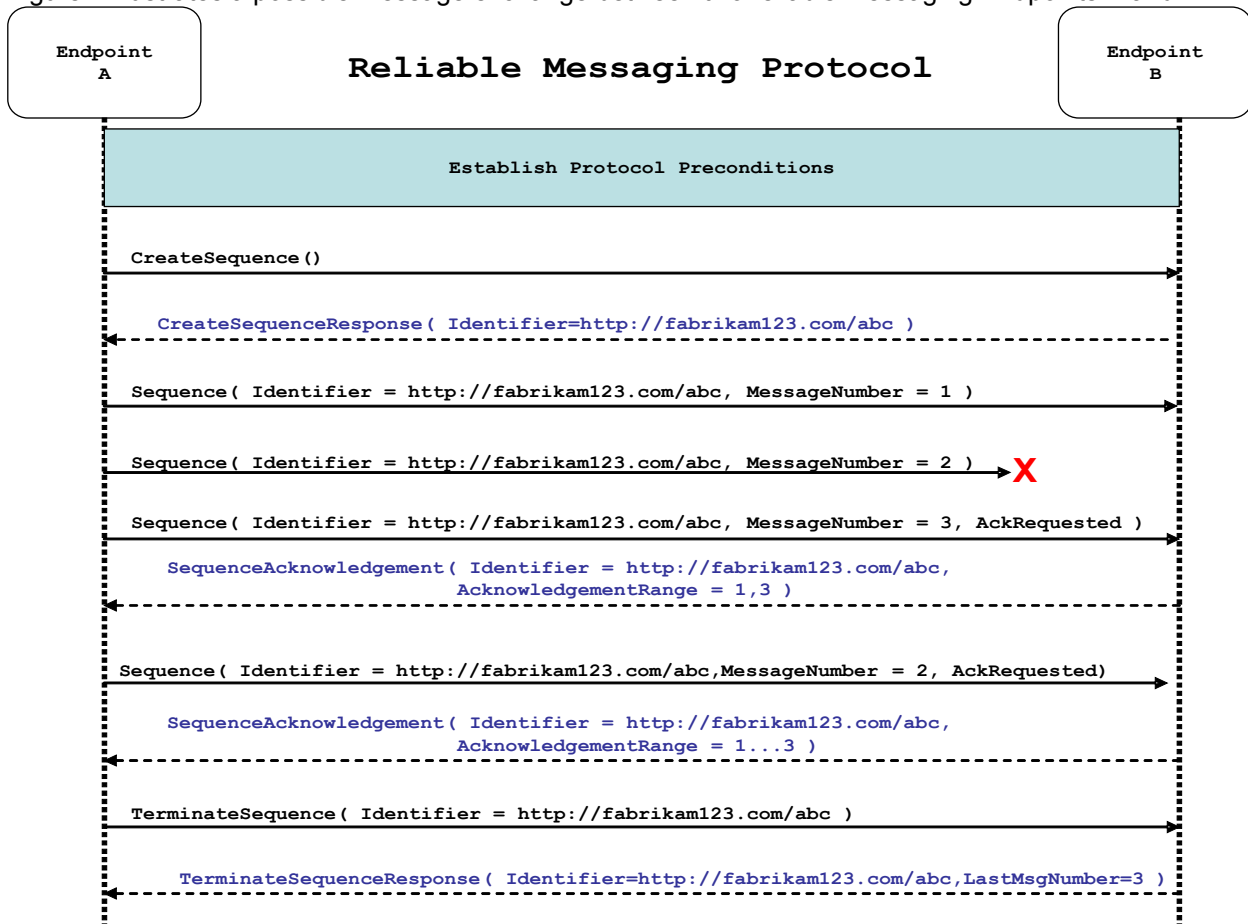 Endpoint
A
Reliable Messaging Protocol
Endpoint
B
Establish Protocol Preconditions
CreateSequence()
CreateSequenceResponse( Identifier=http://fabrikam123.com/abc )
Sequence( Identifier = http://fabrikam123.com/abc, MessageNumber = 1 )
Sequence( Identifier = http://fabrikam123.com/abc, MessageNumber = 2 )
X
Sequence( Identifier = http://fabrikam123.com/abc, MessageNumber = 3, AckRequested )
SequenceAcknowledgement( Identifier = http://fabrikam123.com/abc,
AcknowledgementRange = 1,3 )
Sequence( Identifier = http://fabrikam123.com/abc,MessageNumber = 2, AckRequested)
SequenceAcknowledgement( Identifier = http://fabrikam123.com/abc,
AcknowledgementRange = 1...3 )
TerminateSequence( Identifier = http://fabrikam123.com/abc )
TerminateSequenceResponse( Identifier=http://fabrikam123.com/abc,LastMsgNumber=3 )